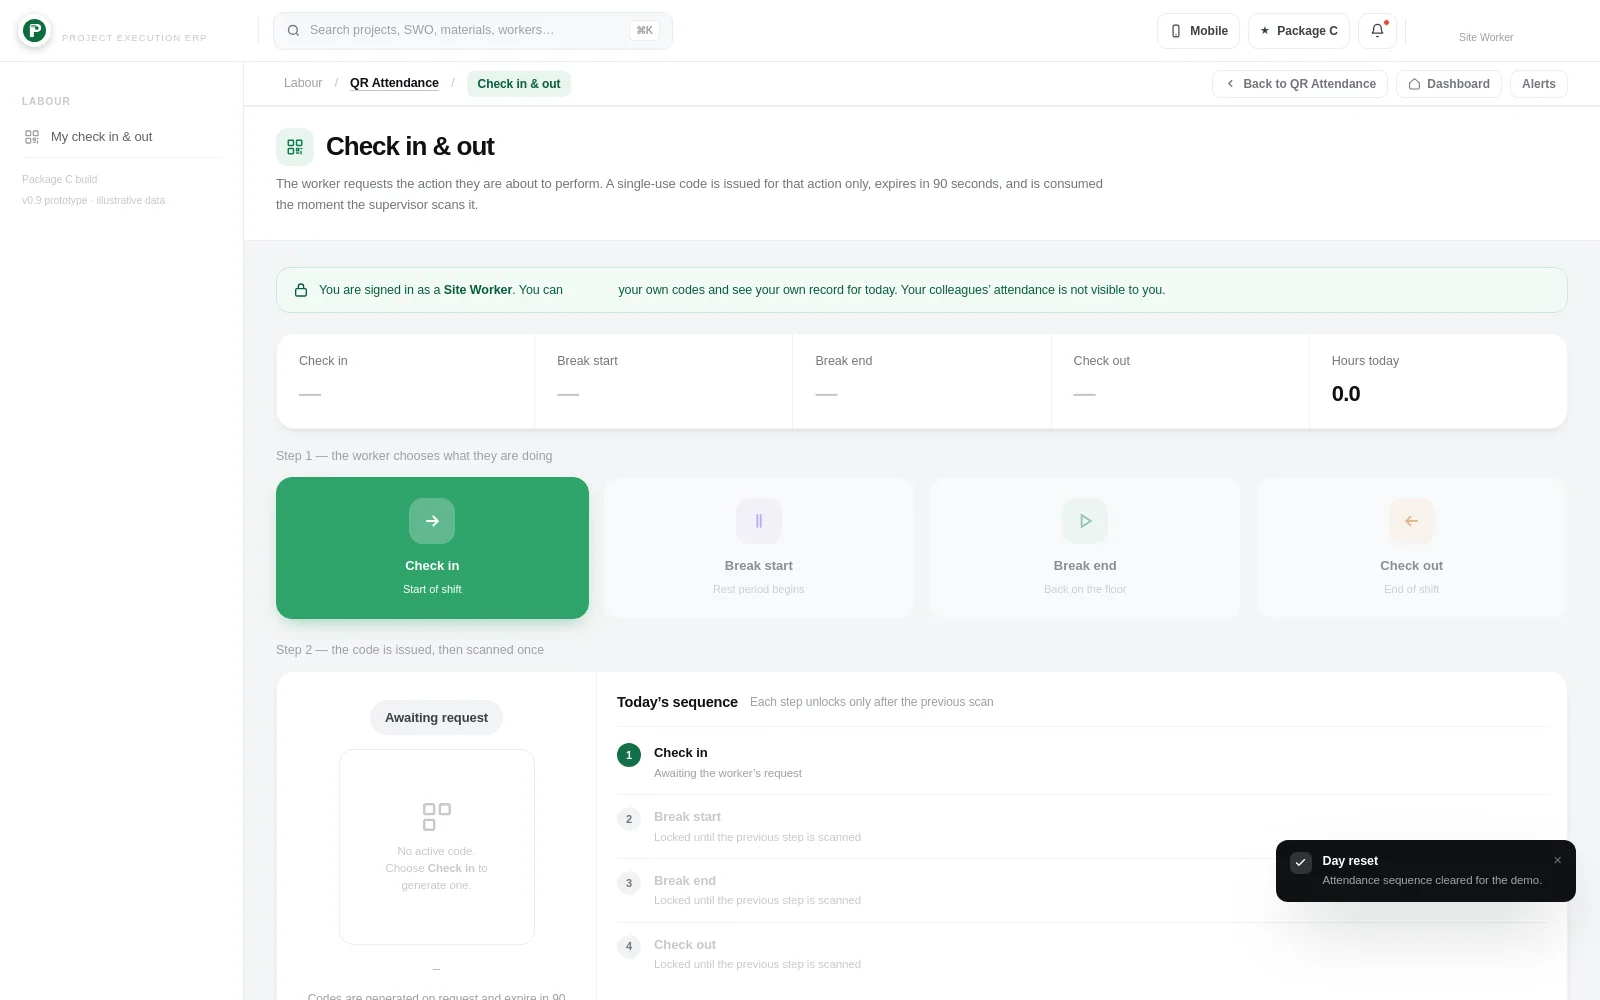 PROJECT EXECUTION ERP
Search projects, SWO, materials, workers…
⌘K
Mobile
★ Package C
Site Worker
LABOUR
My check in & out
Package C build
v0.9 prototype · illustrative data
Labour / QR Attendance / Check in & out
Back to QR Attendance
Dashboard
Alerts
Check in & out
The worker requests the action they are about to perform. A single-use code is issued for that action only, expires in 90 seconds, and is consumed
the moment the supervisor scans it.
You are signed in as a Site Worker. You can your own codes and see your own record for today. Your colleagues’ attendance is not visible to you.
Check in
—
Break start
—
Break end
—
Check out
—
Hours today
0.0
Step 1 — the worker chooses what they are doing
Check in
Start of shift
Break start
Rest period begins
Break end
Back on the floor
Check out
End of shift
Step 2 — the code is issued, then scanned once
Awaiting request
No active code.
Choose Check in to
generate one.
–
Codes are generated on request and expire in 90
Today’s sequence Each step unlocks only after the previous scan
1 Check in
Awaiting the worker’s request
2 Break start
Locked until the previous step is scanned
3 Break end
Locked until the previous step is scanned
4 Check out
Locked until the previous step is scanned
Day reset
Attendance sequence cleared for the demo.